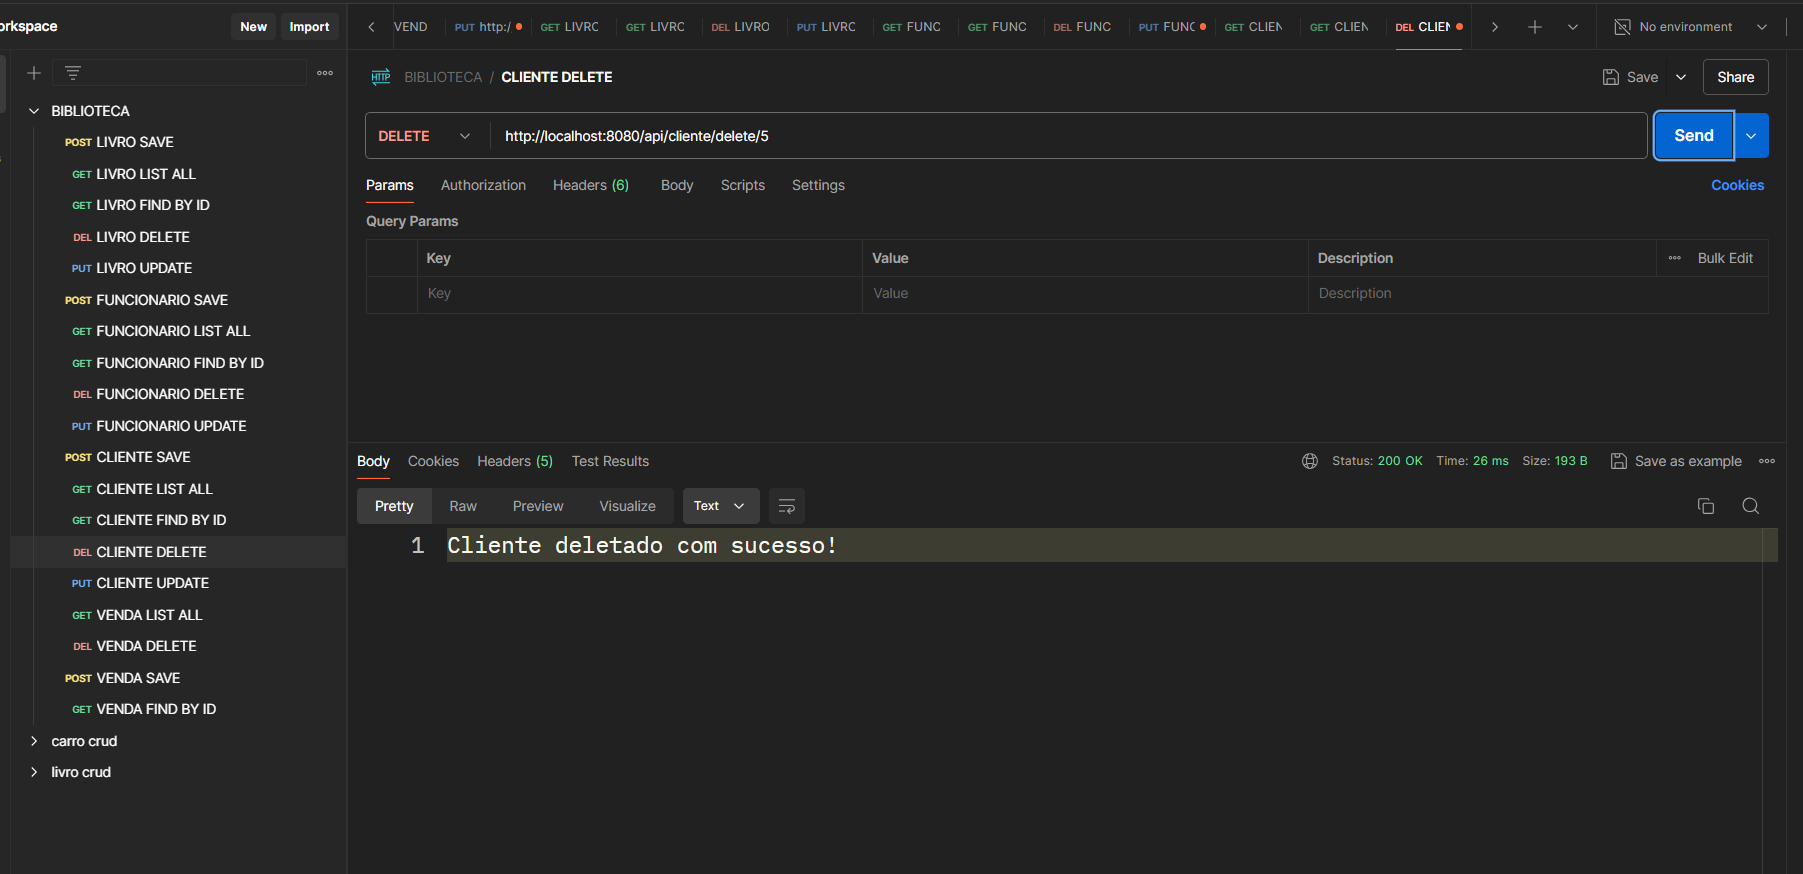 orkspace
New Import
VEND
PUT http:/
GET LIVRC
GET LIVRC
DEL LIVRO
PUT LIVRC
GET FUNC
GET FUNC
DEL FUNC
PUT FUNC
GET CLIEN
GET CLIEN
DEL CLIEN
No environment
BIBLIOTECA
POST LIVRO SAVE
GET LIVRO LIST ALL
GET LIVRO FIND BY ID
DEL LIVRO DELETE
PUT LIVRO UPDATE
POST FUNCIONARIO SAVE
GET FUNCIONARIO LIST ALL
GET FUNCIONARIO FIND BY ID
DEL FUNCIONARIO DELETE
PUT FUNCIONARIO UPDATE
POST CLIENTE SAVE
GET CLIENTE LIST ALL
GET CLIENTE FIND BY ID
DEL CLIENTE DELETE
PUT CLIENTE UPDATE
GET VENDA LIST ALL
DEL VENDA DELETE
POST VENDA SAVE
GET VENDA FIND BY ID
carro crud
livro crud
HTTP BIBLIOTECA / CLIENTE DELETE
Save Share
DELETE http://localhost:8080/api/cliente/delete/5 Send
Params Authorization Headers (6) Body Scripts Settings Cookies
Query Params
Key Value Description Bulk Edit
Key Value Description
Body Cookies Headers (5) Test Results Status: 200 OK Time: 26 ms Size: 193 B Save as example
Pretty Raw Preview Visualize Text
1 Cliente deletado com sucesso!